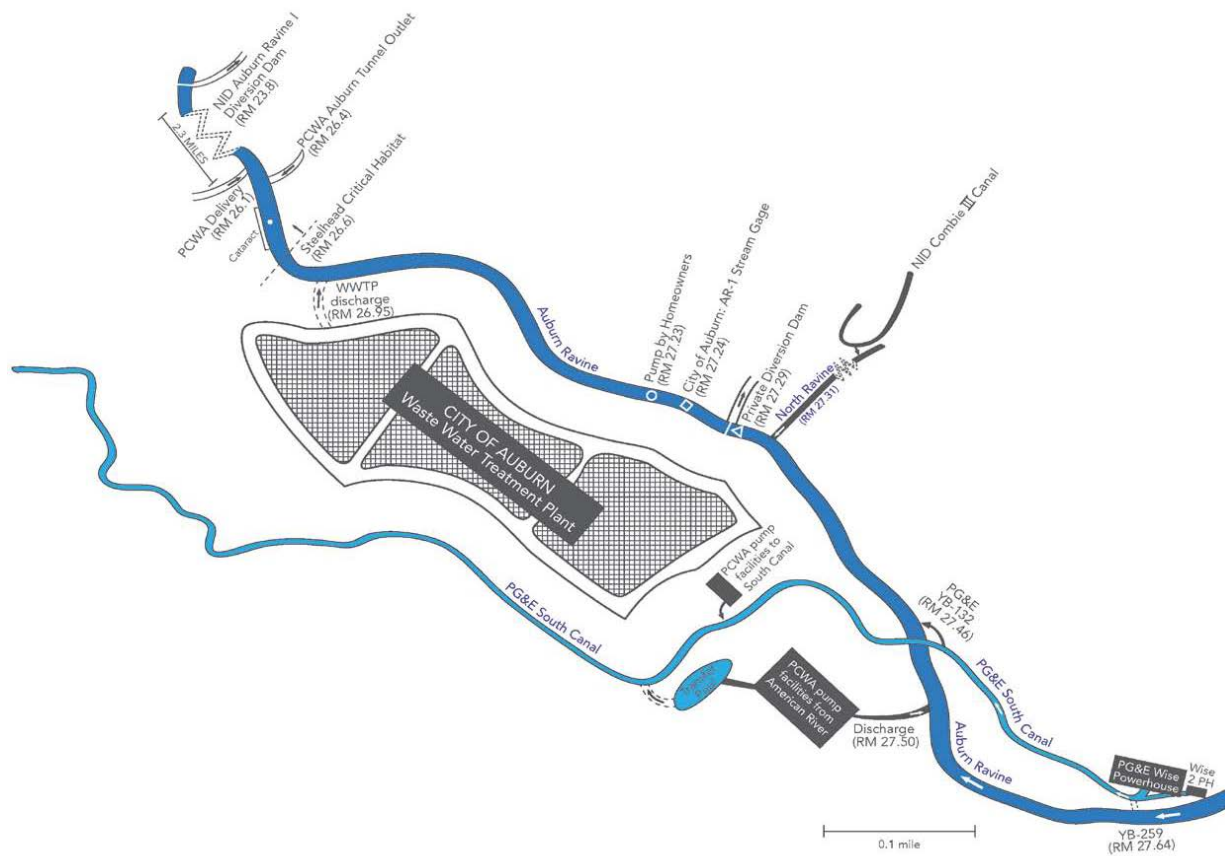 NID Auburn Ravine I
Diversion Dam
(RM 23.8)
2.3 MILES
PCWA Auburn Tunnel Outlet
(RM 26.4)
PCWA Delivery
(RM 26.1)
Cataract
Steelhead Critical Habitat
(RM 26.6)
WWTP
discharge
(RM 26.95)
Auburn Ravine
Pump by Homeowners
(RM 27.23)
City of Auburn: AR-1 Stream Gage
(RM 27.24)
Private Diversion Dam
(RM 27.29)
North Ravine
(RM 27.31)
NID Combie III Canal
CITY OF AUBURN
Waste Water Treatment Plant
PCWA pump
facilities to
South Canal
PG&E South Canal
Transfer
Pond
PCWA pump
facilities from
American River
Discharge
(RM 27.50)
PG&E
YB-132
(RM 27.46)
PG&E South Canal
Auburn Ravine
PG&E Wise
Powerhouse
Wise
2 PH
YB-259
(RM 27.64)
0.1 mile